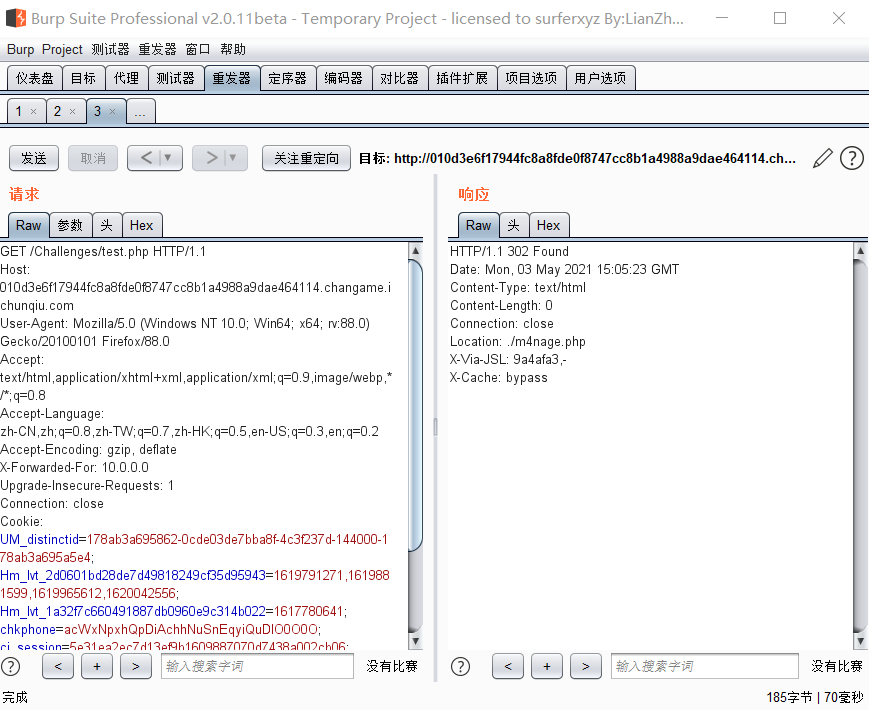 Burp Suite Professional v2.0.11beta - Temporary Project - licensed to surferxyz By:LianZh...
Burp Project 测试器 重发器 窗口 帮助
仪表盘 目标 代理 测试器 重发器 定序器 编码器 对比器 插件扩展 项目选项 用户选项
1 × 2 × 3 × ...
发送 取消 < | ▼ > | ▼ 关注重定向 目标: http://010d3e6f17944fc8a8fde0f8747cc8b1a4988a9dae464114.ch... ?
请求
Raw 参数 头 Hex
GET /Challenges/test.php HTTP/1.1
Host:
010d3e6f17944fc8a8fde0f8747cc8b1a4988a9dae464114.changame.i
chunqiu.com
User-Agent: Mozilla/5.0 (Windows NT 10.0; Win64; x64; rv:88.0)
Gecko/20100101 Firefox/88.0
Accept:
text/html,application/xhtml+xml,application/xml;q=0.9,image/webp,*
/*;q=0.8
Accept-Language:
zh-CN,zh;q=0.8,zh-TW;q=0.7,zh-HK;q=0.5,en-US;q=0.3,en;q=0.2
Accept-Encoding: gzip, deflate
X-Forwarded-For: 10.0.0.0
Upgrade-Insecure-Requests: 1
Connection: close
Cookie:
UM_distinctid=178ab3a695862-0cde03de7bba8f-4c3f237d-144000-1
78ab3a695a5e4;
Hm_lvt_2d0601bd28de7d49818249cf35d95943=1619791271,161988
1599,1619965612,1620042556;
Hm_lvt_1a32f7c660491887db0960e9c314b022=1617780641;
chkphone=acWxNpxhQpDiAchhNuSnEqyiQuDIO0O0O;
ci_session=5e31ea2ec7d13ef9b1609887070d7438a002cb06;
? < + > 输入搜索字词 没有比赛
响应
Raw 头 Hex
HTTP/1.1 302 Found
Date: Mon, 03 May 2021 15:05:23 GMT
Content-Type: text/html
Content-Length: 0
Connection: close
Location: ./m4nage.php
X-Via-JSL: 9a4afa3,-
X-Cache: bypass
? < + > 输入搜索字词 没有比赛
完成 185字节 | 70毫秒